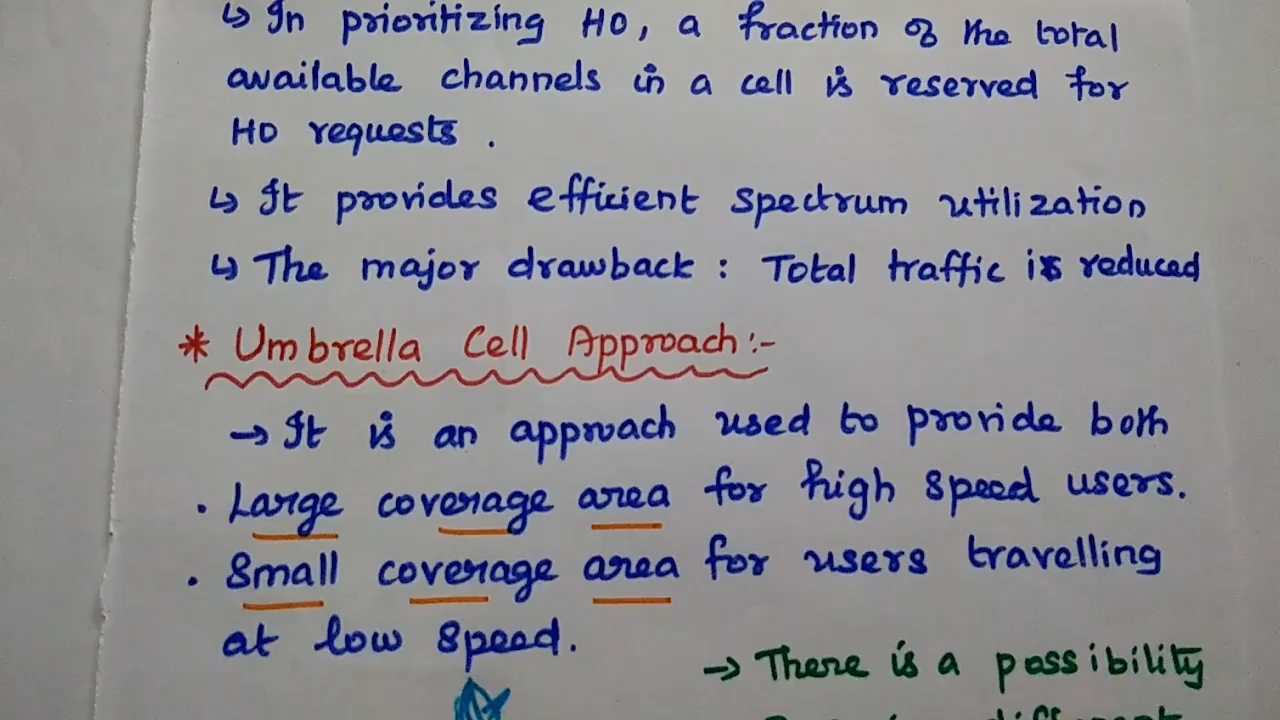 ↳ In prioritizing HO, a fraction of the total
available channels in a cell is reserved for
HO requests.
↳ It provides efficient spectrum utilization
↳ The major drawback : Total traffic is reduced
* Umbrella Cell Approach:-
→ It is an approach used to provide both
. Large coverage area for high speed users.
. Small coverage area for users travelling
at low speed.
→ There is a possibility
different